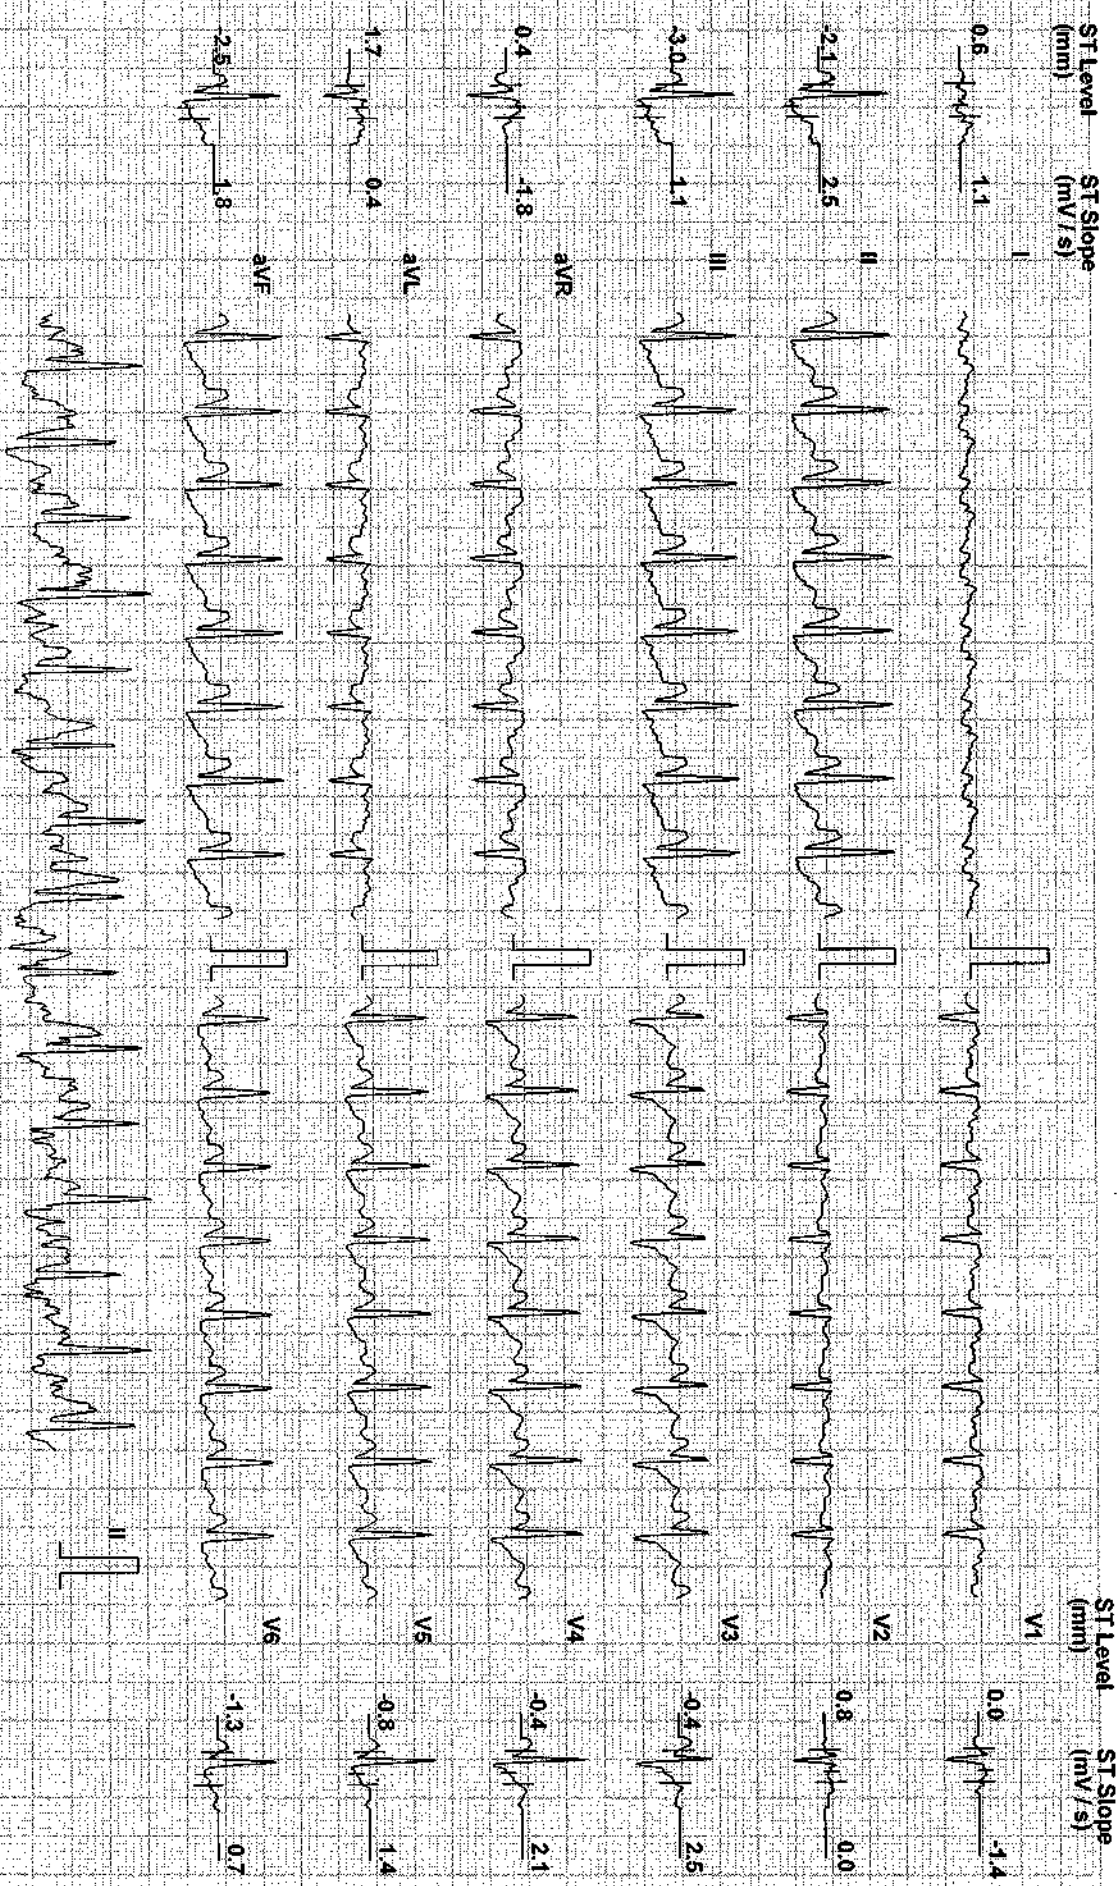 ST Level ST Slope
(mm) (mV / s)
I
0.6 1.1
II
-2.1 2.5
III
-3.0 1.1
aVR
0.4 -1.8
aVL
1.7 0.4
aVF
-2.5 1.8
ST Level ST Slope
(mm) (mV / s)
V1
0.0 -1.4
V2
0.8 0.0
V3
-0.4 2.5
V4
-0.4 2.1
V5
-0.8 1.4
V6
-1.3 0.7
II